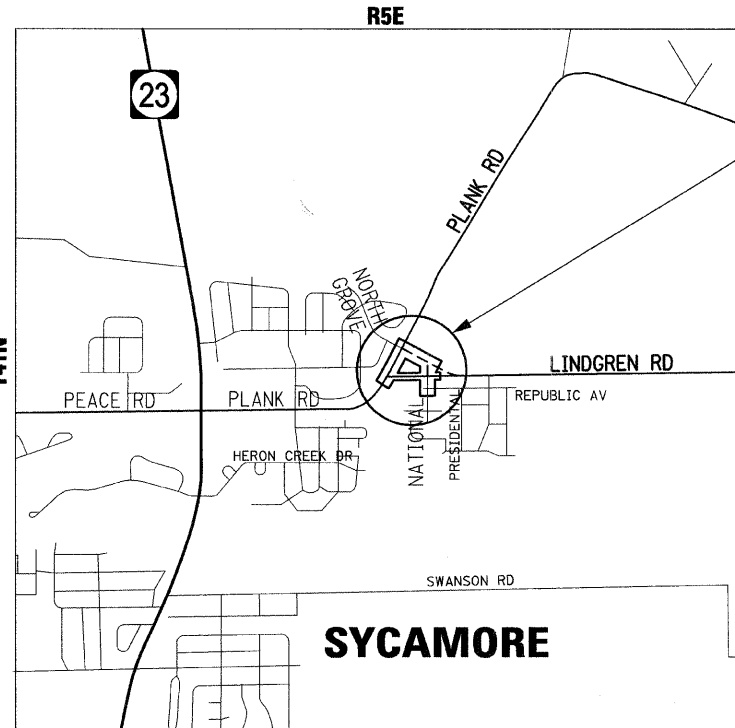 R5E
23
PLANK RD
NORTH
GROVE
LINDGREN RD
PEACE RD
PLANK RD
REPUBLIC AV
NATIONAL
PRESIDENTIAL
HERON CREEK DR
SWANSON RD
SYCAMORE